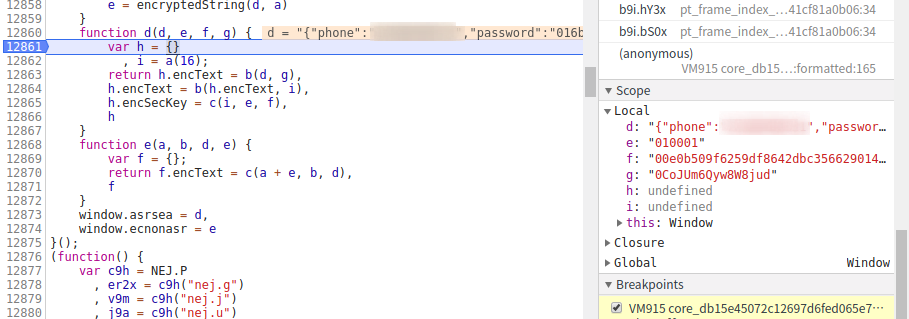 12858 e = encryptedString(d, a)
12859 }
12860 function d(d, e, f, g) { d = "{"phone": ,"password":"016b
12861 var h = {}
12862 , i = a(16);
12863 return h.encText = b(d, g),
12864 h.encText = b(h.encText, i),
12865 h.encSecKey = c(i, e, f),
12866 h
12867 }
12868 function e(a, b, d, e) {
12869 var f = {};
12870 return f.encText = c(a + e, b, d),
12871 f
12872 }
12873 window.asrsea = d,
12874 window.ecnonasr = e
12875 }();
12876 (function() {
12877 var c9h = NEJ.P
12878 , er2x = c9h("nej.g")
12879 , v9m = c9h("nej.j")
12880 , j9a = c9h("nej.u")
b9i.hY3x pt_frame_index_…41cf81a0b06:34
b9i.bS0x pt_frame_index_…41cf81a0b06:34
(anonymous)
VM915 core_db15…:formatted:165
Scope
Local
d: "{"phone": ","passwor…
e: "010001"
f: "00e0b509f6259df8642dbc356629014…
g: "0CoJUm6Qyw8W8jud"
h: undefined
i: undefined
this: Window
Closure
Global Window
Breakpoints
VM915 core_db15e45072c12697d6fed065e7…